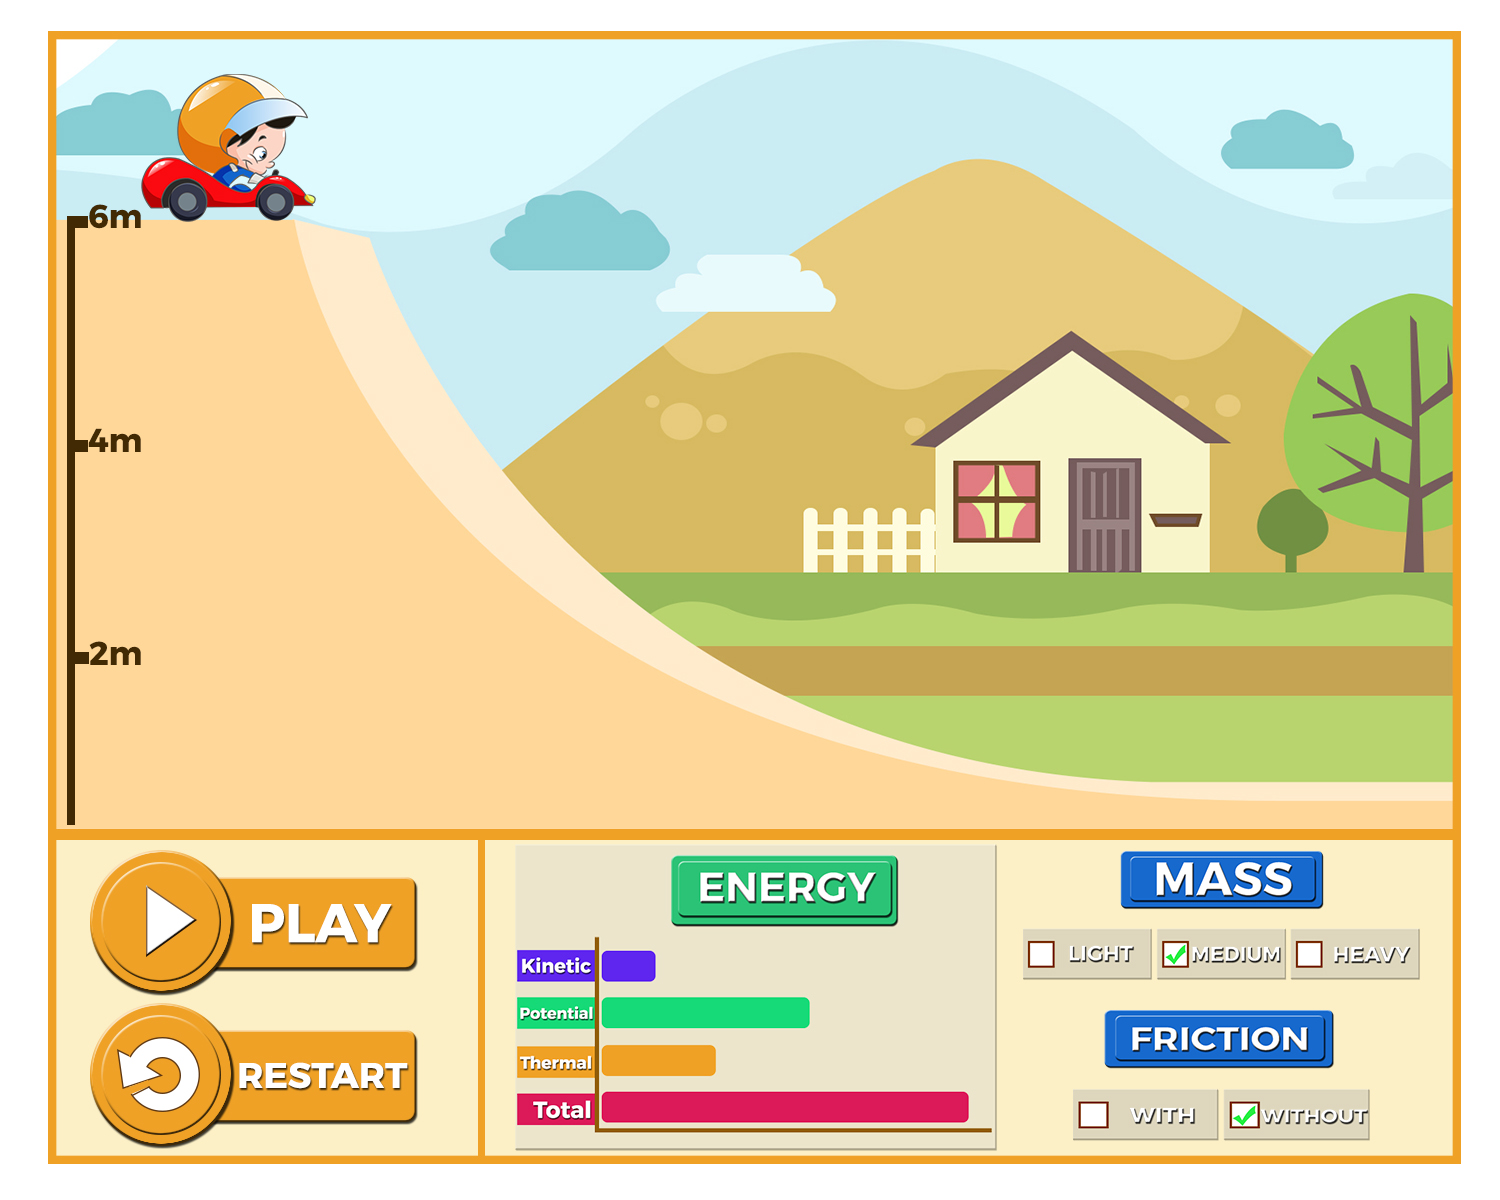 6m
4m
2m
PLAY
RESTART
ENERGY
Kinetic
Potential
Thermal
Total
MASS
LIGHT MEDIUM HEAVY
FRICTION
WITH WITHOUT